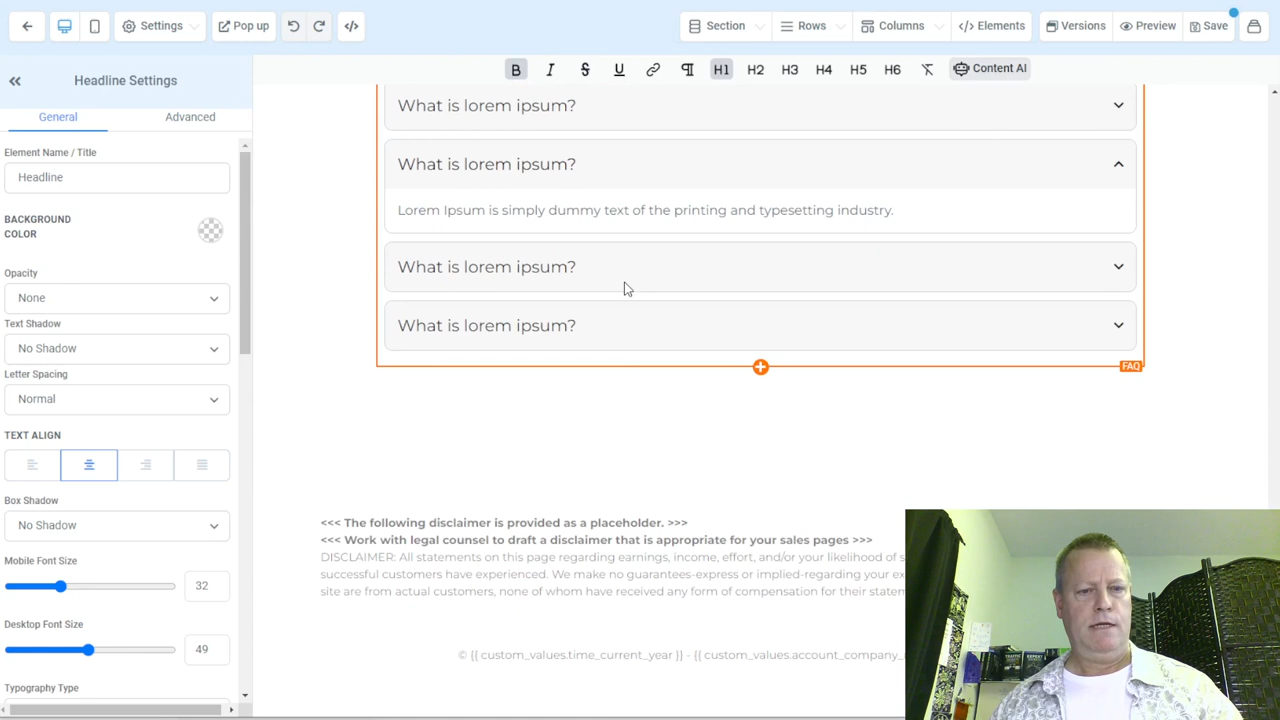 Settings
Pop up
Section
Rows
Columns
</> Elements
Versions
Preview
Save
Headline Settings
B I S U ¶ H1 H2 H3 H4 H5 H6 Content AI
General
Advanced
Element Name / Title
Headline
BACKGROUND
COLOR
Opacity
None
Text Shadow
No Shadow
Letter Spacing
Normal
TEXT ALIGN
Box Shadow
No Shadow
Mobile Font Size
32
Desktop Font Size
49
Typography Type
What is lorem ipsum?
What is lorem ipsum?
Lorem Ipsum is simply dummy text of the printing and typesetting industry.
What is lorem ipsum?
What is lorem ipsum?
FAQ
<<< The following disclaimer is provided as a placeholder. >>>
<<< Work with legal counsel to draft a disclaimer that is appropriate for your sales pages >>>
DISCLAIMER: All statements on this page regarding earnings, income, effort, and/or your likelihood of s
successful customers have experienced. We make no guarantees-express or implied-regarding your ex
site are from actual customers, none of whom have received any form of compensation for their statem
© {{ custom_values.time_current_year }} - {{ custom_values.account_company_